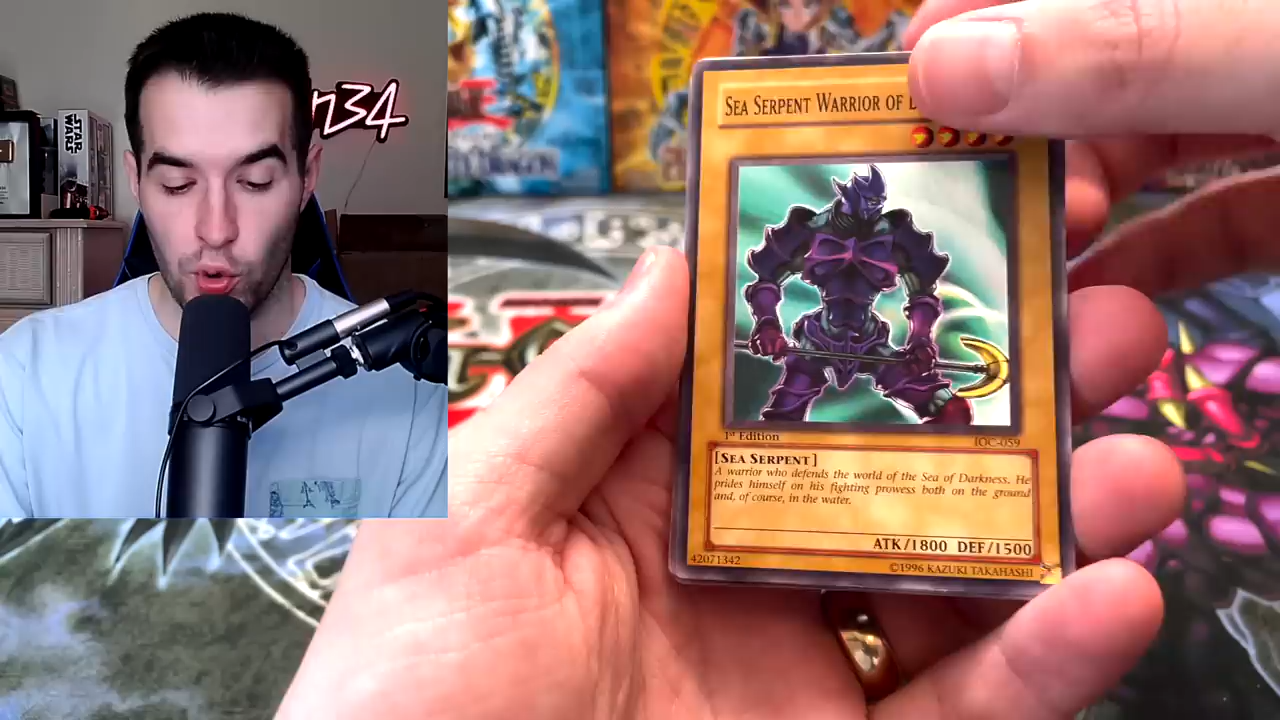 STAR WARS
n34
SEA SERPENT WARRIOR OF
1st Edition
IOC-059
[SEA SERPENT]
A warrior who defends the world of the Sea of Darkness. He
prides himself on his fighting prowess both on the ground
and, of course, in the water.
ATK/1800 DEF/1500
42071342
©1996 KAZUKI TAKAHASHI